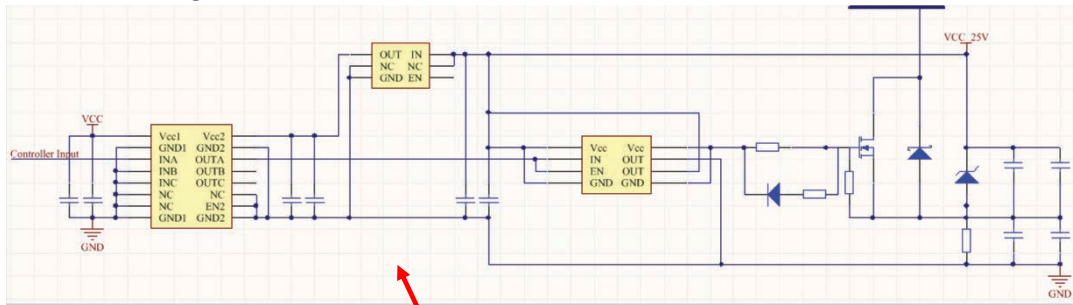 VCC_25V
OUT IN
NC NC
GND EN
VCC
Controller Input
Vcc1 Vcc2
GND1 GND2
INA OUTA
INB OUTB
INC OUTC
NC NC
NC EN2
GND1 GND2
GND
Vcc Vcc
IN OUT
EN OUT
GND GND
GND